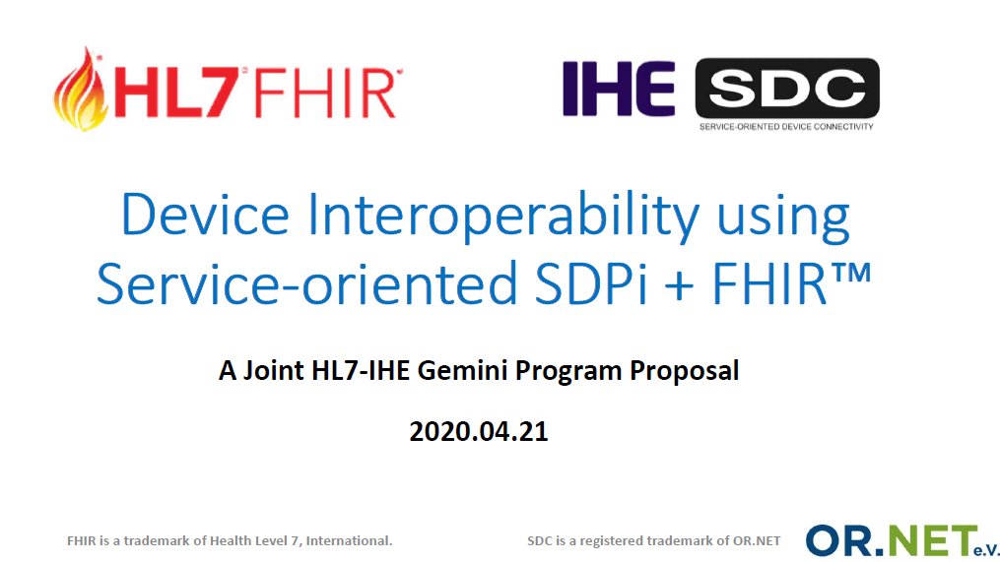 HL7® FHIR®
IHE SDC
SERVICE-ORIENTED DEVICE CONNECTIVITY
Device Interoperability using
Service-oriented SDPi + FHIR™
A Joint HL7-IHE Gemini Program Proposal
2020.04.21
FHIR is a trademark of Health Level 7, International.
SDC is a registered trademark of OR.NET
OR.NET e.V.